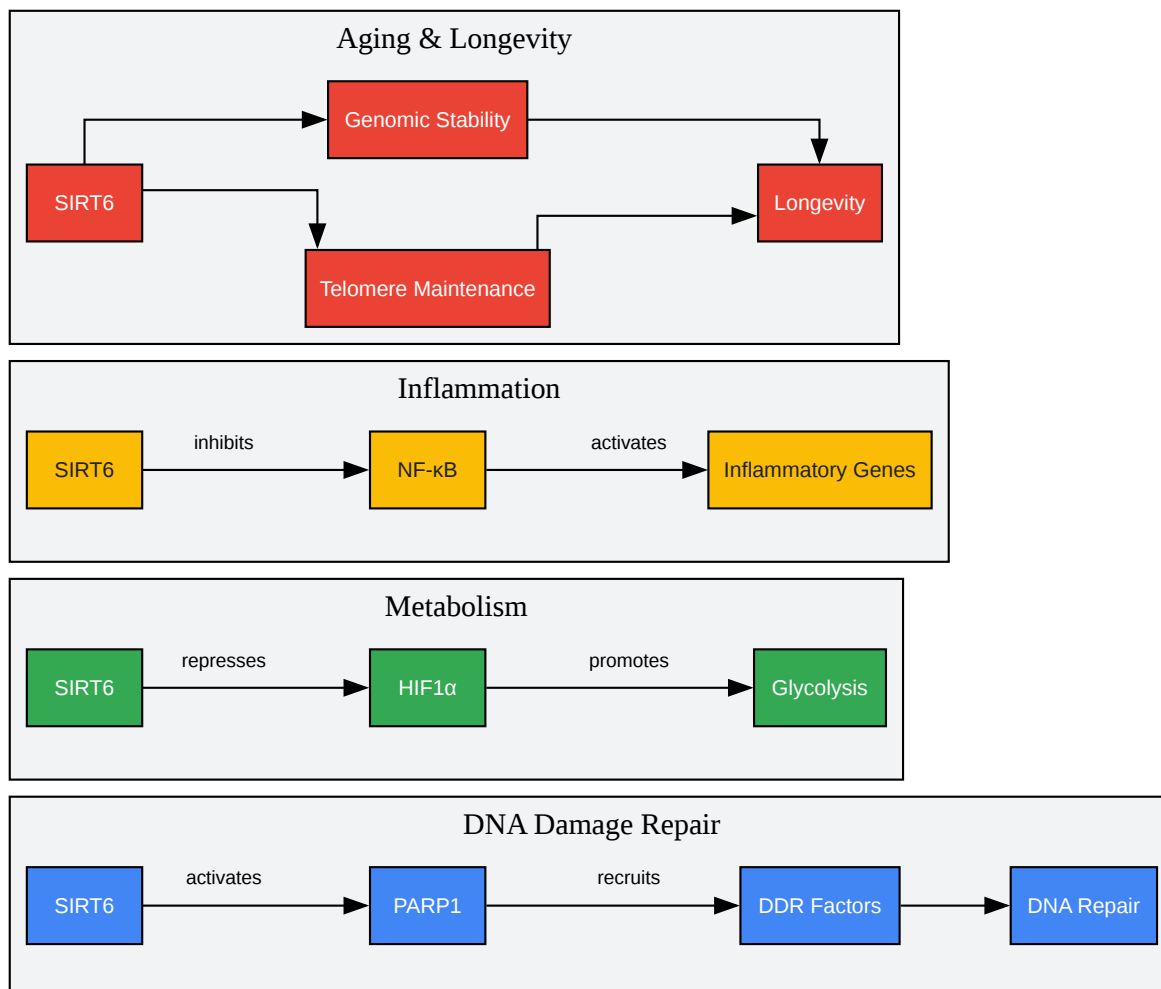 Aging & Longevity
Genomic Stability
SIRT6
Longevity
Telomere Maintenance
Inflammation
inhibits
activates
SIRT6
NF-κB
Inflammatory Genes
Metabolism
represses
promotes
SIRT6
HIF1α
Glycolysis
DNA Damage Repair
activates
recruits
SIRT6
PARP1
DDR Factors
DNA Repair